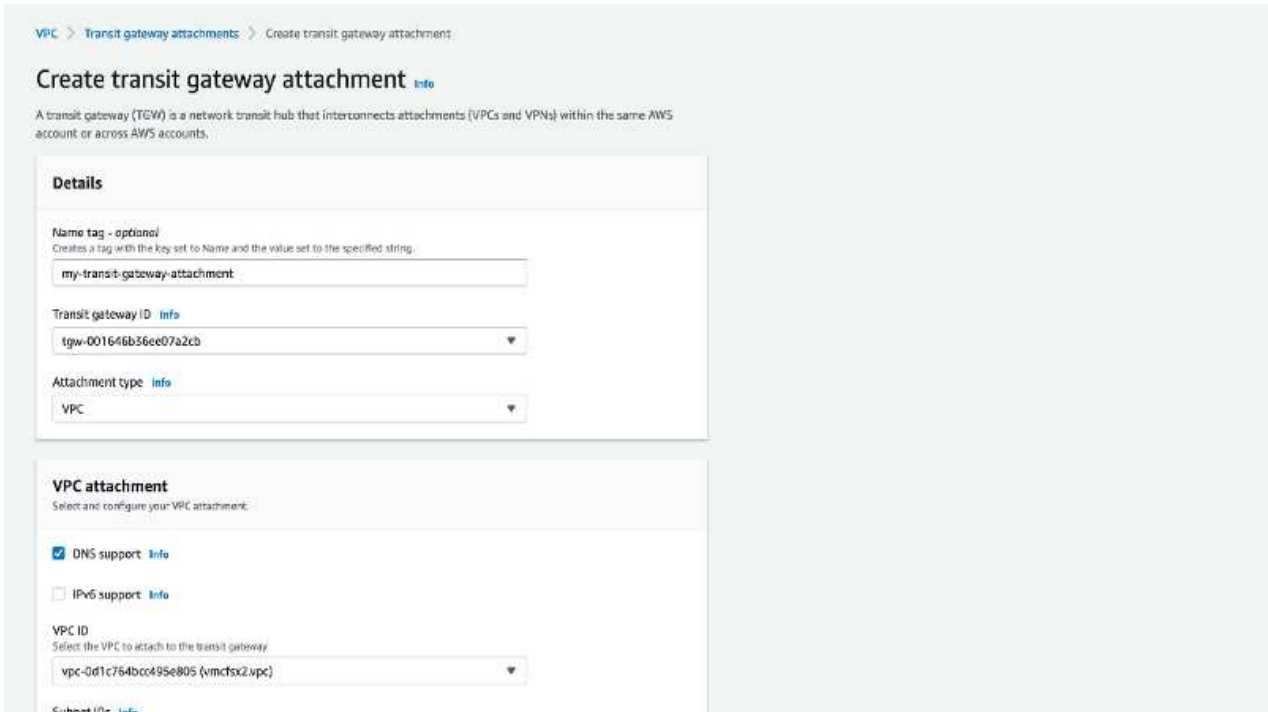 VPC > Transit gateway attachments > Create transit gateway attachment
Create transit gateway attachment Info
A transit gateway (TGW) is a network transit hub that interconnects attachments (VPCs and VPNs) within the same AWS
account or across AWS accounts.
Details
Name tag - optional
Creates a tag with the key set to Name and the value set to the specified string.
my-transit-gateway-attachment
Transit gateway ID Info
tgw-001646b36ee07a2cb
Attachment type Info
VPC
VPC attachment
Select and configure your VPC attachment.
DNS support Info
IPv6 support Info
VPC ID
Select the VPC to attach to the transit gateway.
vpc-0d1c764bcc495e805 (vmcfsx2.vpc)
Subnet IDs Info